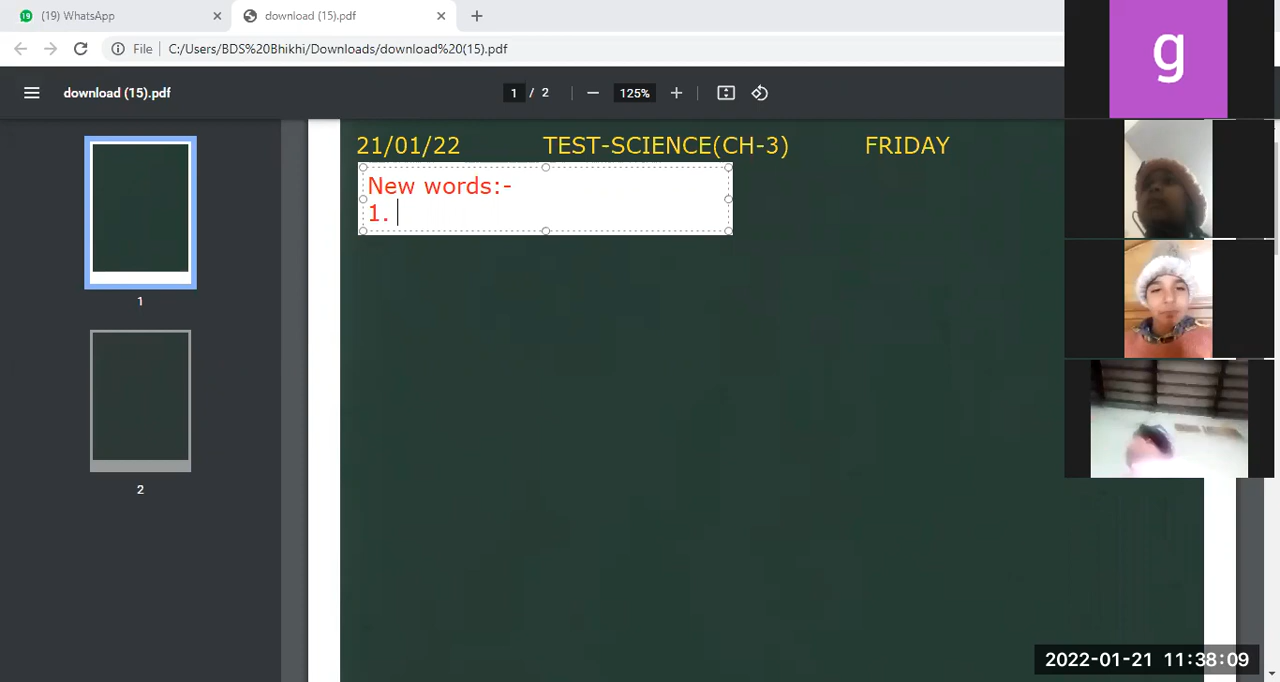 (19) WhatsApp
download (15).pdf
File
C:/Users/BDS%20Bhikhi/Downloads/download%20(15).pdf
download (15).pdf
1 / 2
125%
21/01/22 TEST-SCIENCE(CH-3) FRIDAY
New words:-
1.
1
2
g
2022-01-21 11:38:09